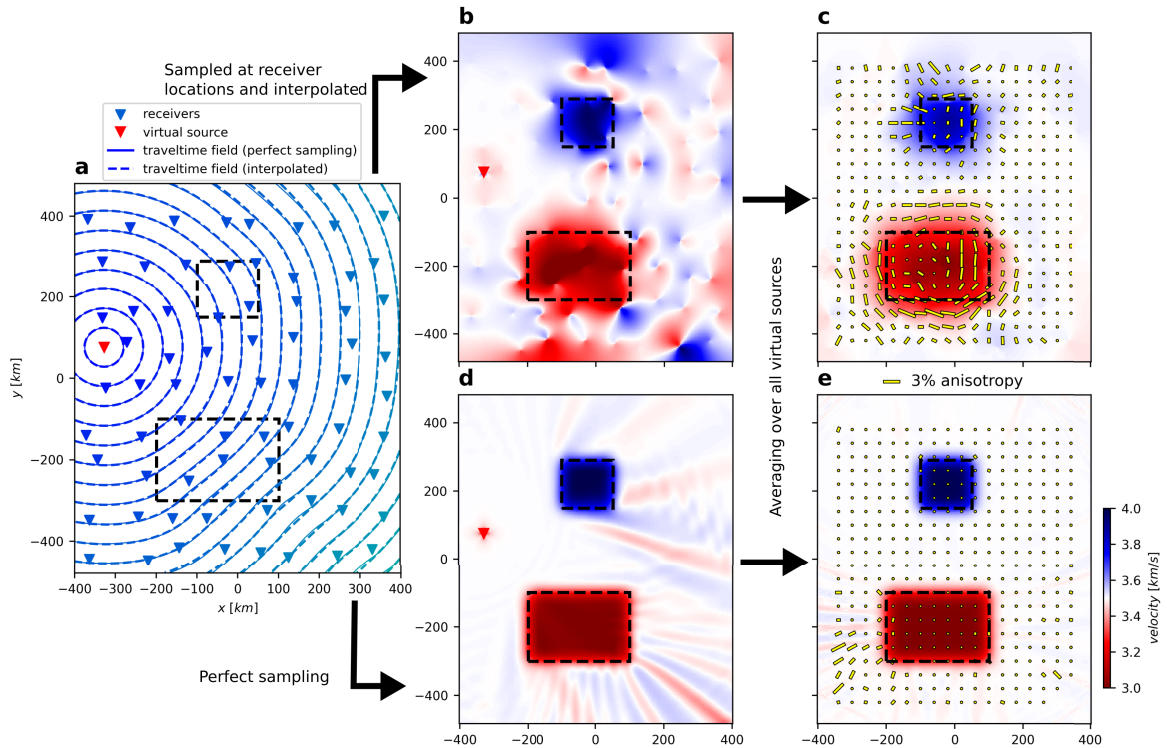 Sampled at receiver
locations and interpolated
receivers
virtual source
traveltime field (perfect sampling)
traveltime field (interpolated)
a
400
200
0
−200
−400
y [km]
−400 −300 −200 −100 0 100 200 300 400
x [km]
Perfect sampling
b
400
200
0
−200
−400
c
400
200
0
−200
−400
Averaging over all virtual sources
d
400
200
0
−200
−400
−400 −200 0 200 400
e
3% anisotropy
400
200
0
−200
−400
−400 −200 0 200 400
4.0
3.8
3.6
3.4
3.2
3.0
velocity [km/s]